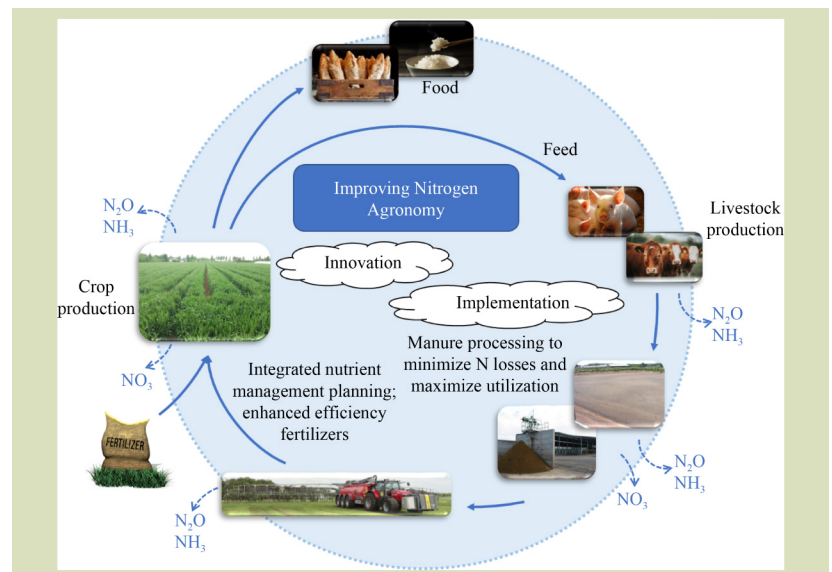 Food
Feed
Improving Nitrogen
Agronomy
N₂O
NH₃
Livestock
production
Innovation
Crop
production
Implementation
N₂O
NH₃
Manure processing to
minimize N losses and
maximize utilization
NO₃
Integrated nutrient
management planning;
enhanced efficiency
fertilizers
FERTILIZER
N₂O
NH₃
NO₃
N₂O
NH₃